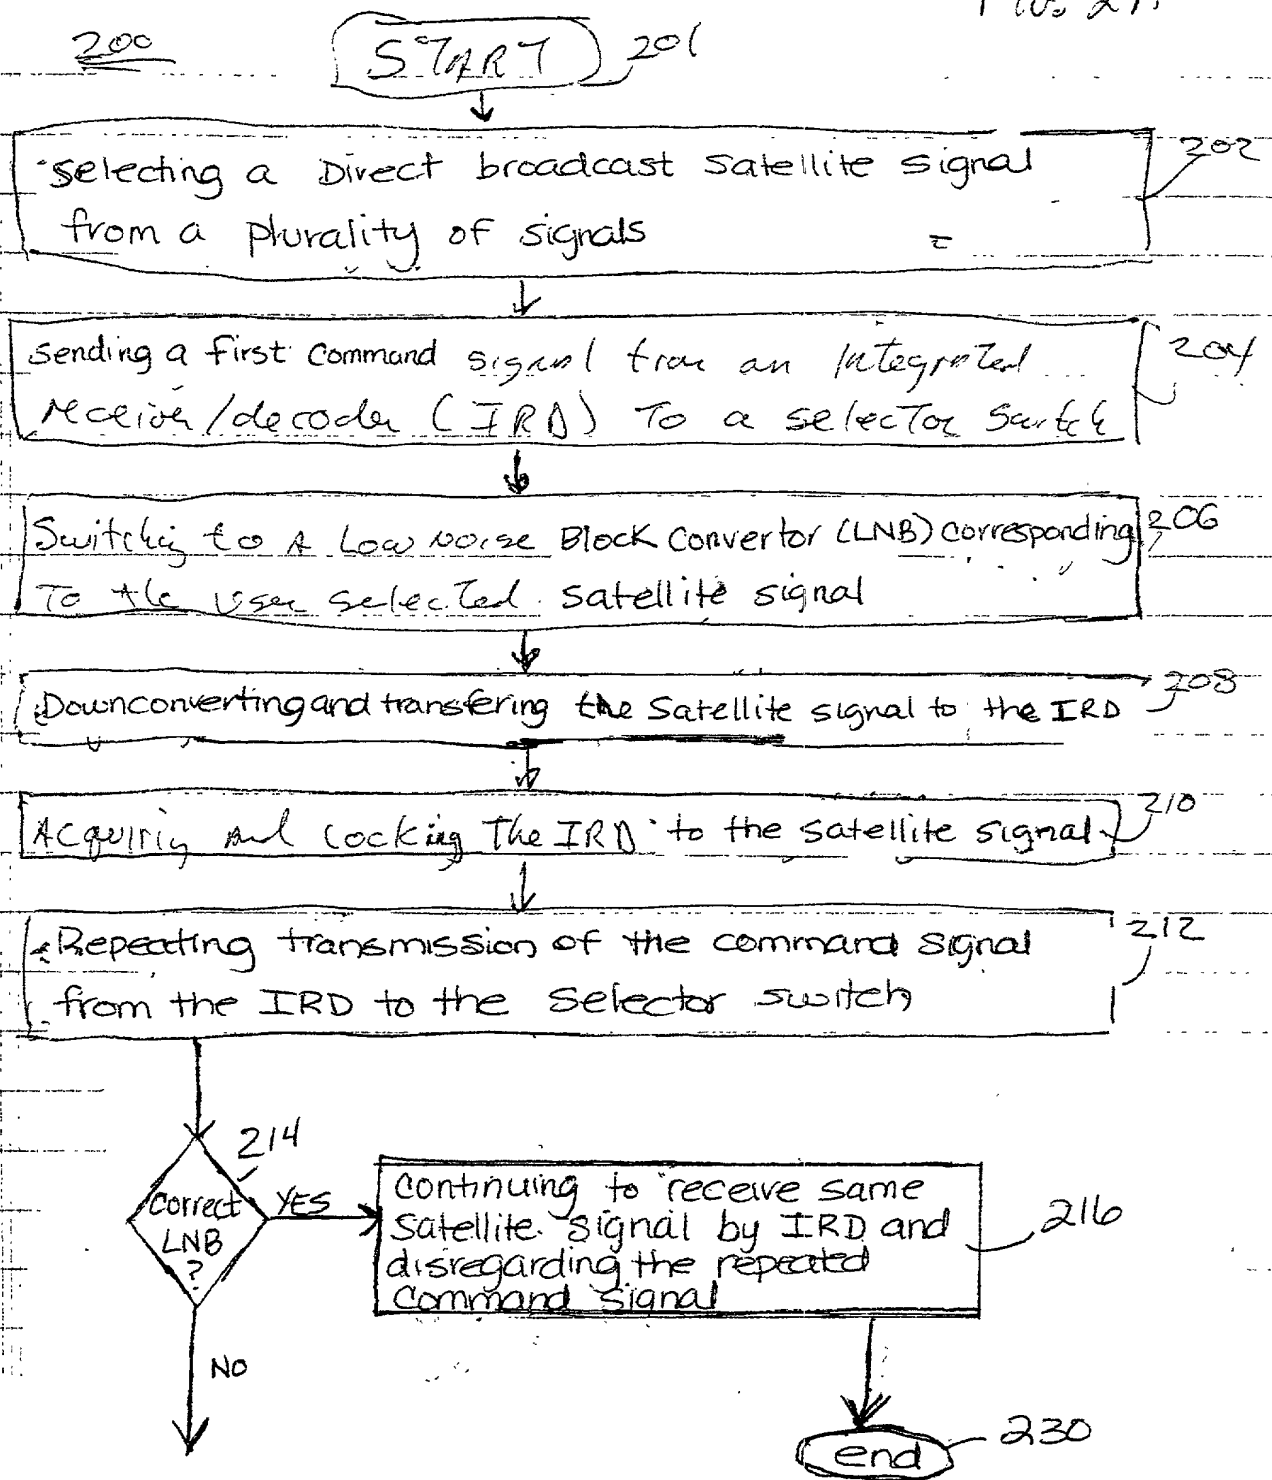 200
START
201
selecting a Direct broadcast satellite signal
from a plurality of signals
202
sending a first command signal from an Integrated
receiver/decoder (IRD) To a selector switch
204
Switching to A Low Noise Block Convertor (LNB) corresponding
To the user selected satellite signal
206
Downconverting and transfering the satellite signal to the IRD
208
Acquiring and locking The IRD to the satellite signal
210
Repeating transmission of the command signal
from the IRD to the selector switch
212
214
Correct
LNB
?
YES
continuing to receive same
satellite signal by IRD and
disregarding the repeated
command signal
216
NO
end
230